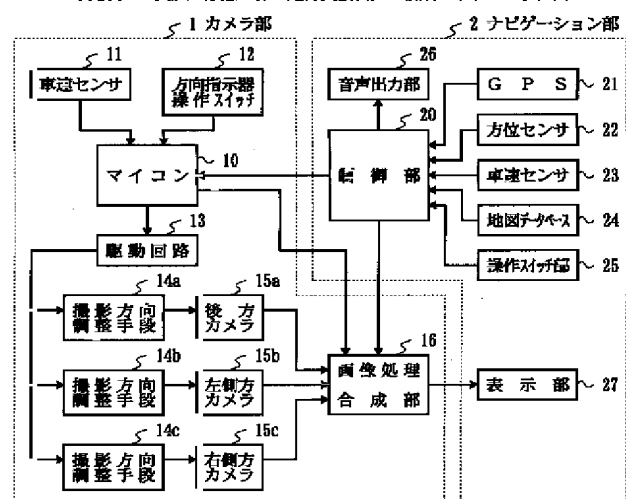 1 カメラ部
2 ナビゲーション部
11
12
車速センサ
方向指示器
操作スイッチ
10
マイコン
13
駆動回路
14a
撮影方向
調整手段
15a
後方
カメラ
14b
撮影方向
調整手段
15b
左側方
カメラ
14c
撮影方向
調整手段
15c
右側方
カメラ
16
画像処理
合成部
26
音声出力部
20
制御部
GPS
21
方位センサ
22
車速センサ
23
地図データベース
24
操作スイッチ部
25
表示部
27